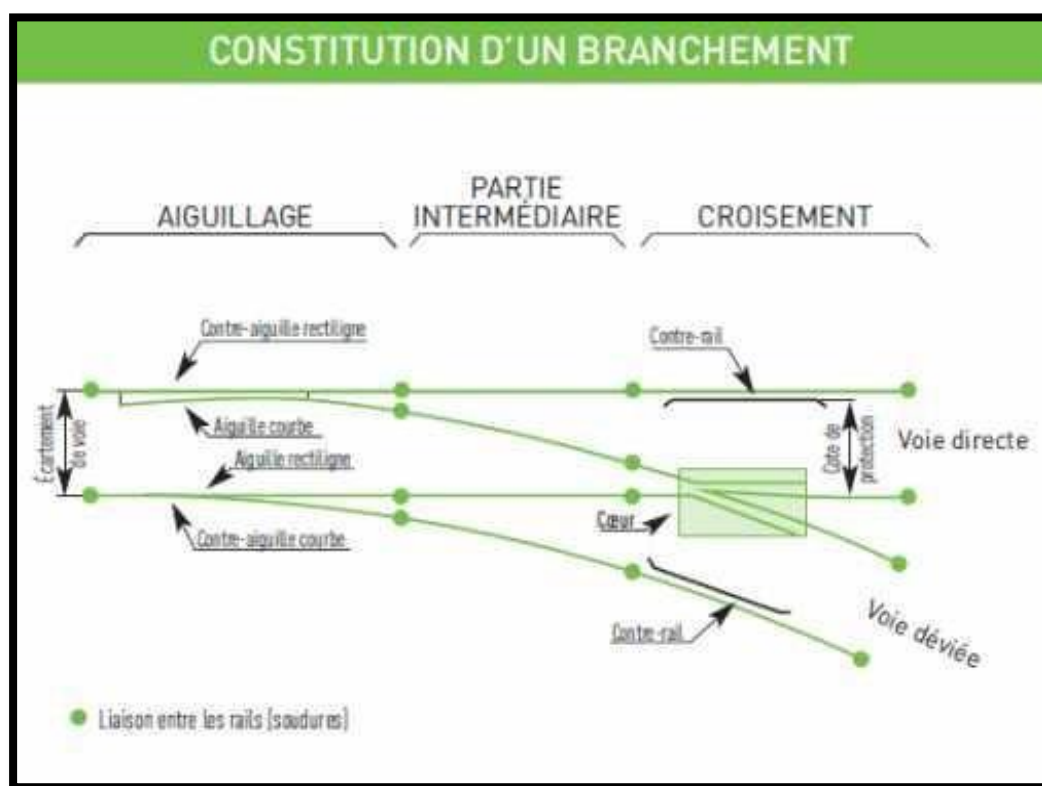 CONSTITUTION D'UN BRANCHEMENT
AIGUILLAGE
PARTIE
INTERMÉDIAIRE
CROISEMENT
Contre-aiguille rectiligne
Contre-rail
Écartement
de voie
Aiguille courbe
Aiguille rectiligne
Cote de
protection
Voie directe
Cœur
Contre-aiguille courbe
Contre-rail
Voie déviée
Liaison entre les rails (soudures)